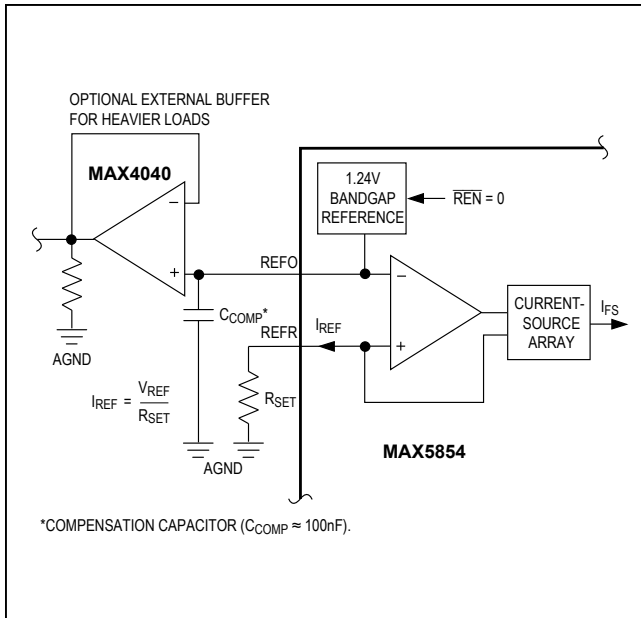 OPTIONAL EXTERNAL BUFFER
FOR HEAVIER LOADS
MAX4040
−
+
1.24V
BANDGAP
REFERENCE
R̅E̅N̅ = 0
REFO
−
+
CURRENT-
SOURCE
ARRAY
IFS
CCOMP*
REFR
IREF
AGND
RSET
IREF = VREF
RSET
AGND
MAX5854
*COMPENSATION CAPACITOR (CCOMP ≈ 100nF).